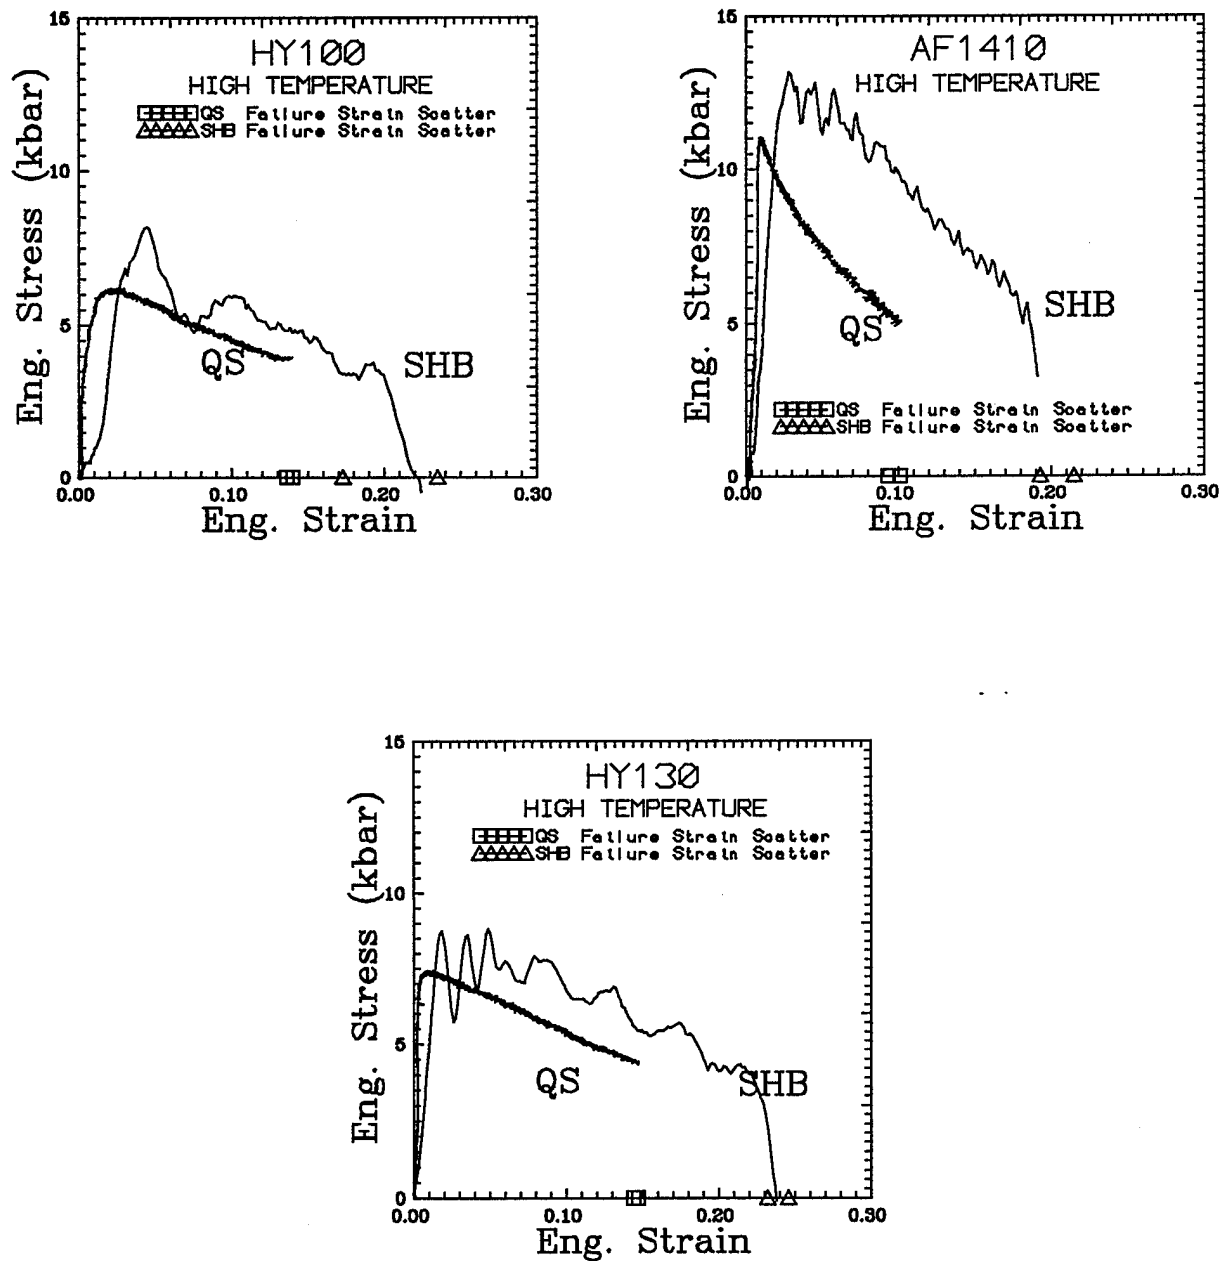 HY100
HIGH TEMPERATURE
QS Failure Strain Scatter
SHB Failure Strain Scatter
15
10
5
0
Eng. Stress (kbar)
QS
SHB
0.00
0.10
0.20
0.30
Eng. Strain
AF1410
HIGH TEMPERATURE
15
10
5
0
Eng. Stress (kbar)
SHB
QS
QS Failure Strain Scatter
SHB Failure Strain Scatter
0.00
0.10
0.20
0.30
Eng. Strain
HY130
HIGH TEMPERATURE
QS Failure Strain Scatter
SHB Failure Strain Scatter
15
10
5
0
Eng. Stress (kbar)
QS
SHB
0.00
0.10
0.20
0.30
Eng. Strain